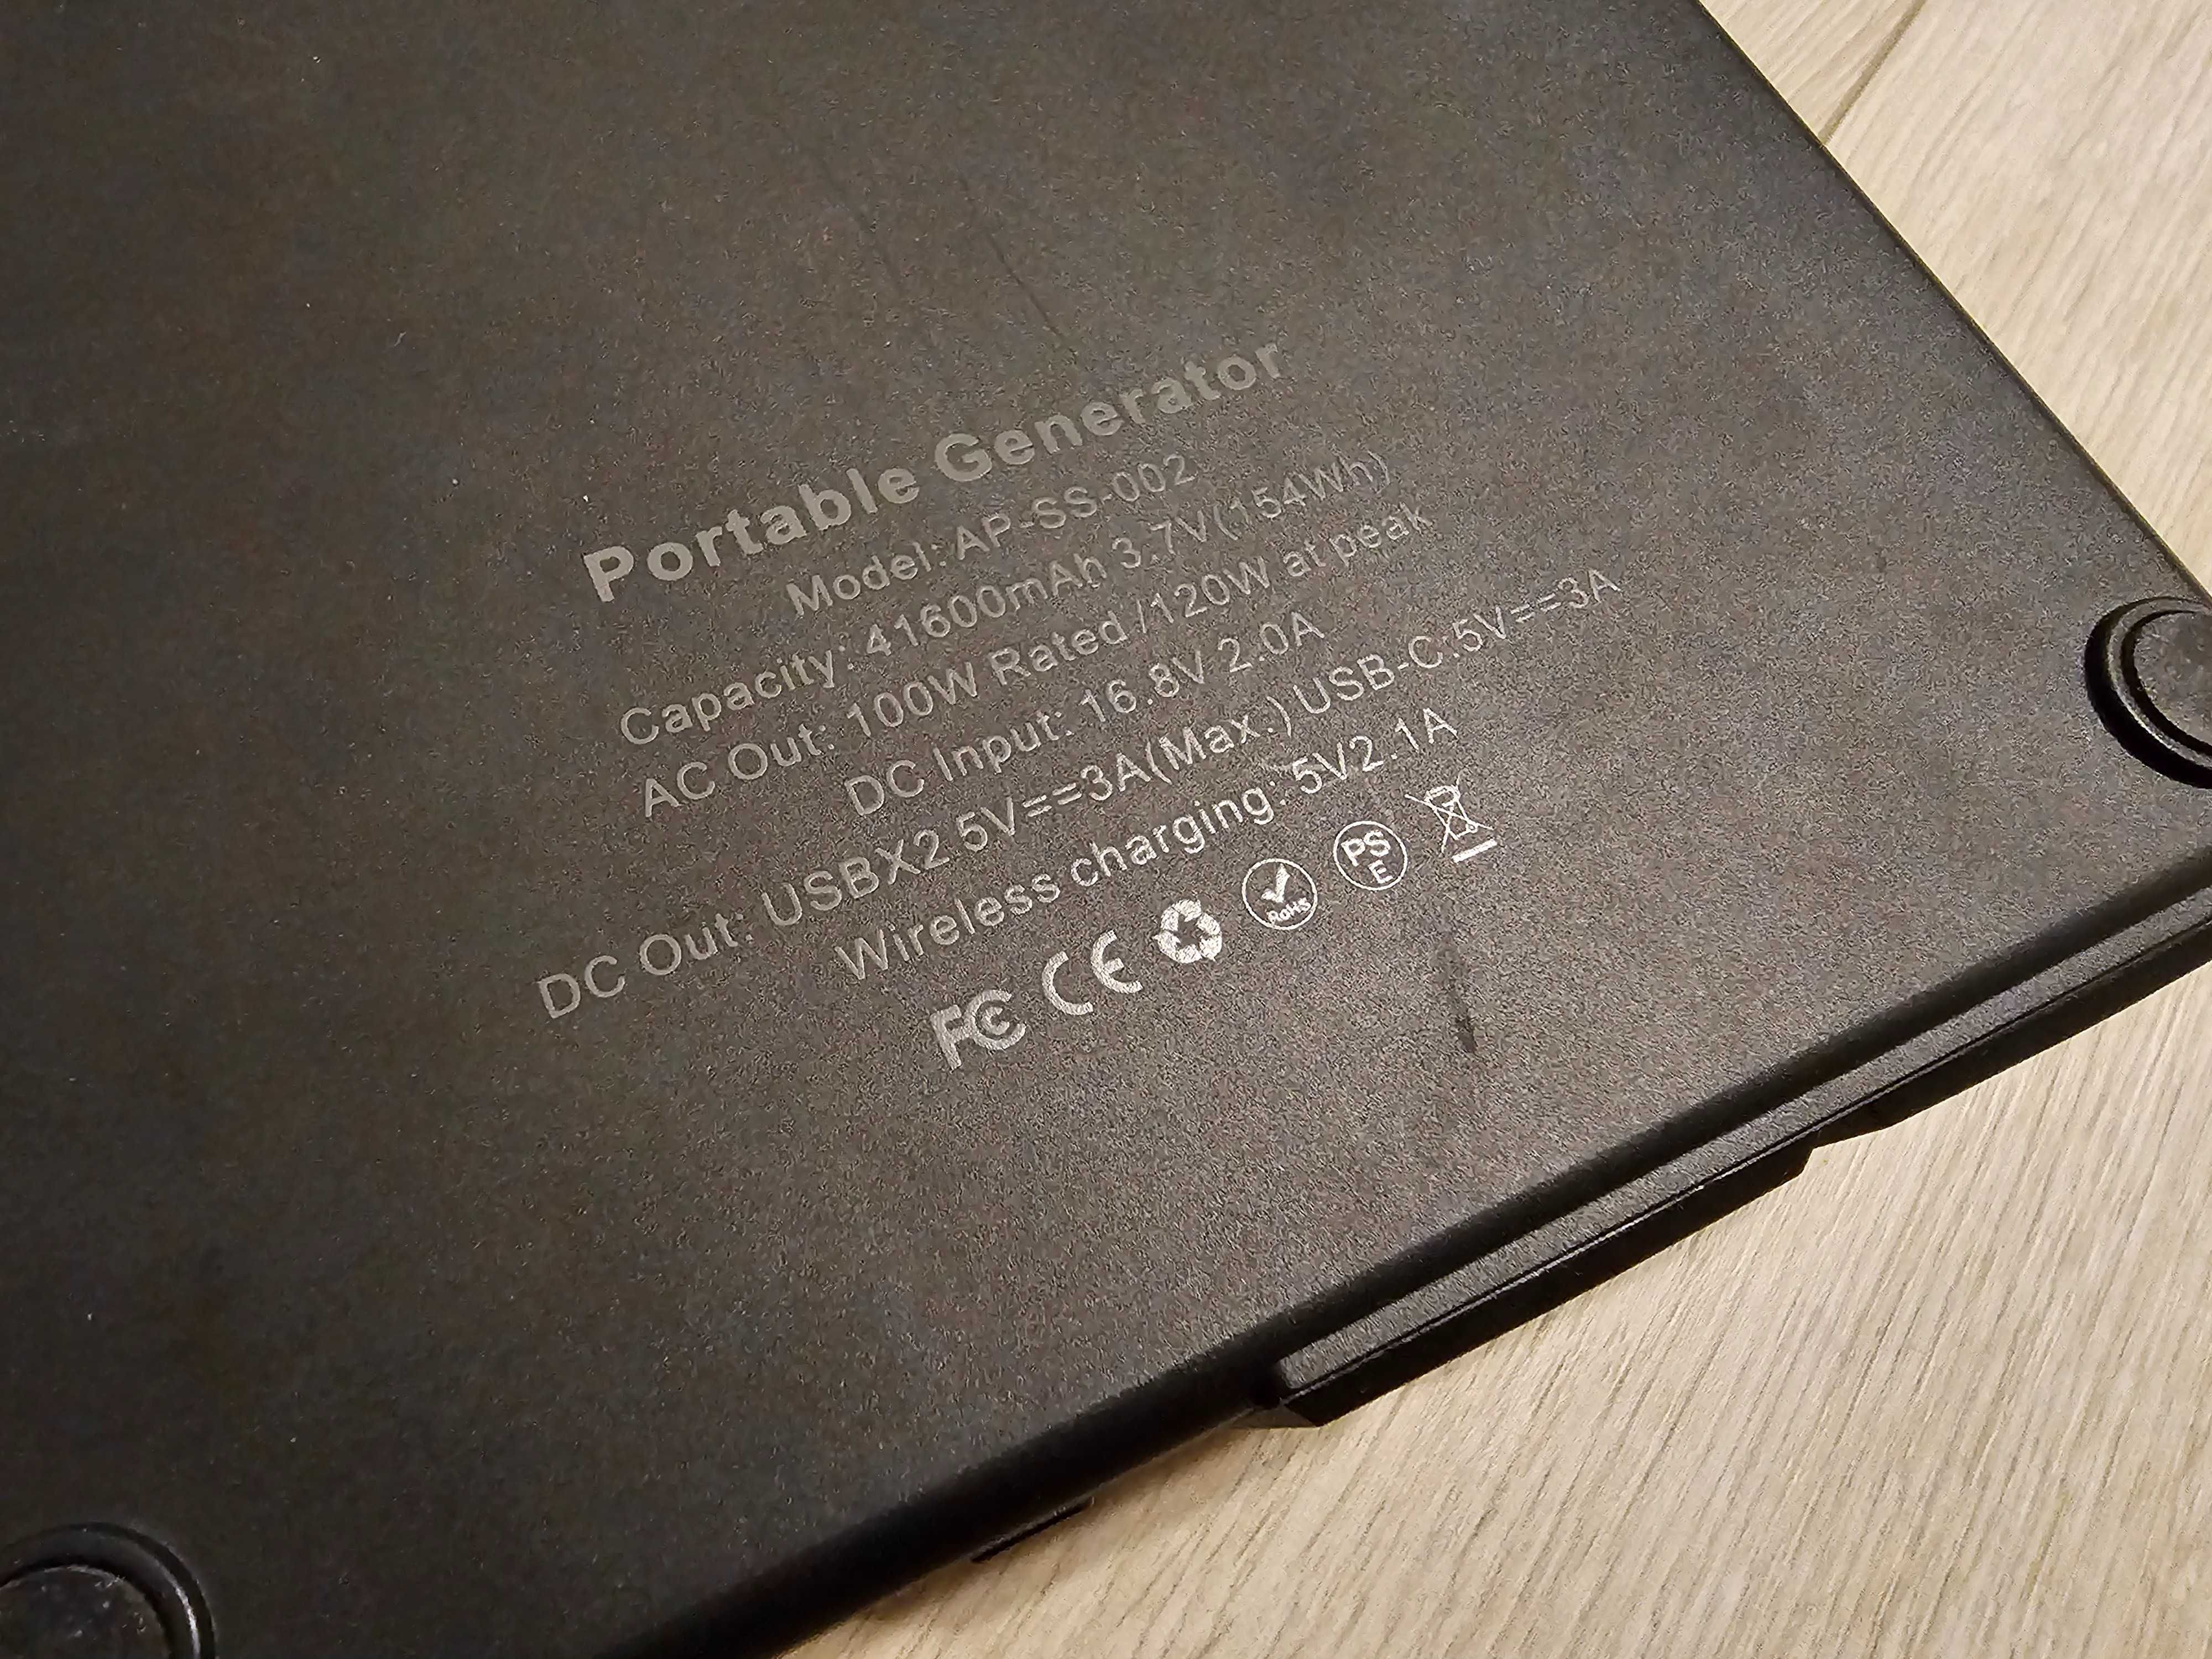 Portable Generator
Model: AP-SS-002
Capacity: 41600mAh 3.7V(154Wh)
AC Out: 100W Rated /120W at peak
DC Input: 16.8V 2.0A
DC Out: USBX2 5V==3A(Max.) USB-C:5V==3A
Wireless charging: 5V2.1A
FC CE RoHS PS E